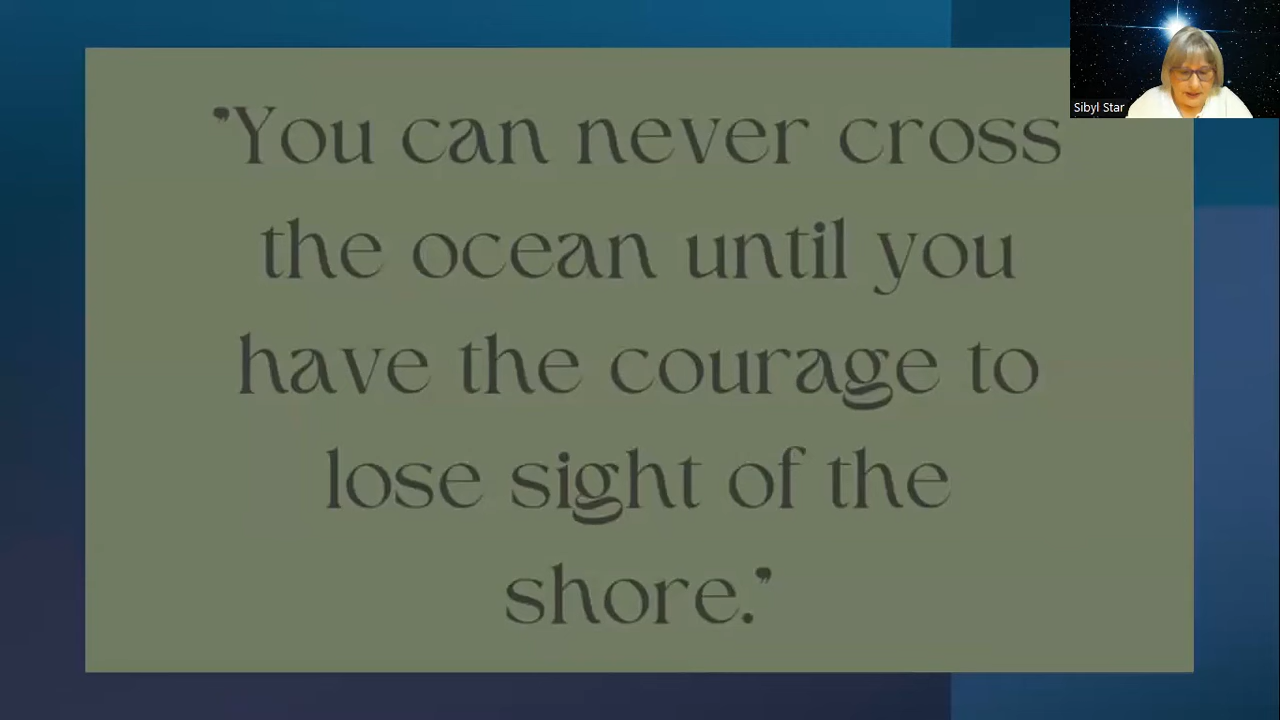 "You can never cross
the ocean until you
have the courage to
lose sight of the
shore."
Sibyl Star